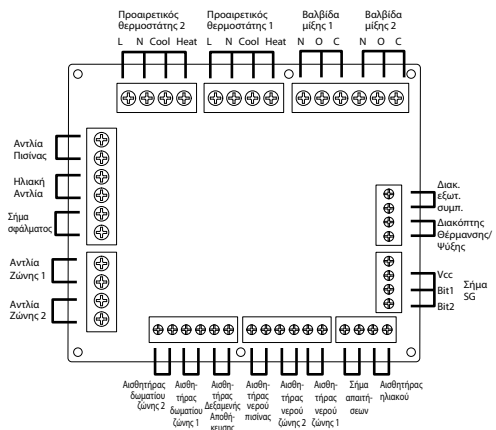 Προαιρετικός
θερμοστάτης 2
Προαιρετικός
θερμοστάτης 1
Βαλβίδα
μίξης 1
Βαλβίδα
μίξης 2
L N Cool Heat
L N Cool Heat
N O C
N O C
Αντλία
Πισίνας
Ηλιακή
Αντλία
Σήμα
σφάλματος
Αντλία
Ζώνης 1
Αντλία
Ζώνης 2
Διακ.
εξωτ.
συμπ.
Διακόπτης
Θέρμανσης/
Ψύξης
Vcc
Bit1
Bit2
Σήμα
SG
Αισθητήρας
δωματίου
ζώνης 2
Αισθη-
τήρας
δωματίου
ζώνης 1
Αισθη-
τήρας
Δεξαμενής
Αποθή-
κευσης
Αισθη-
τήρας
νερού
πισίνας
Αισθη-
τήρας
νερού
ζώνης 2
Αισθη-
τήρας
νερού
ζώνης 1
Σήμα
απαιτή-
σεων
Αισθητήρας
ηλιακού